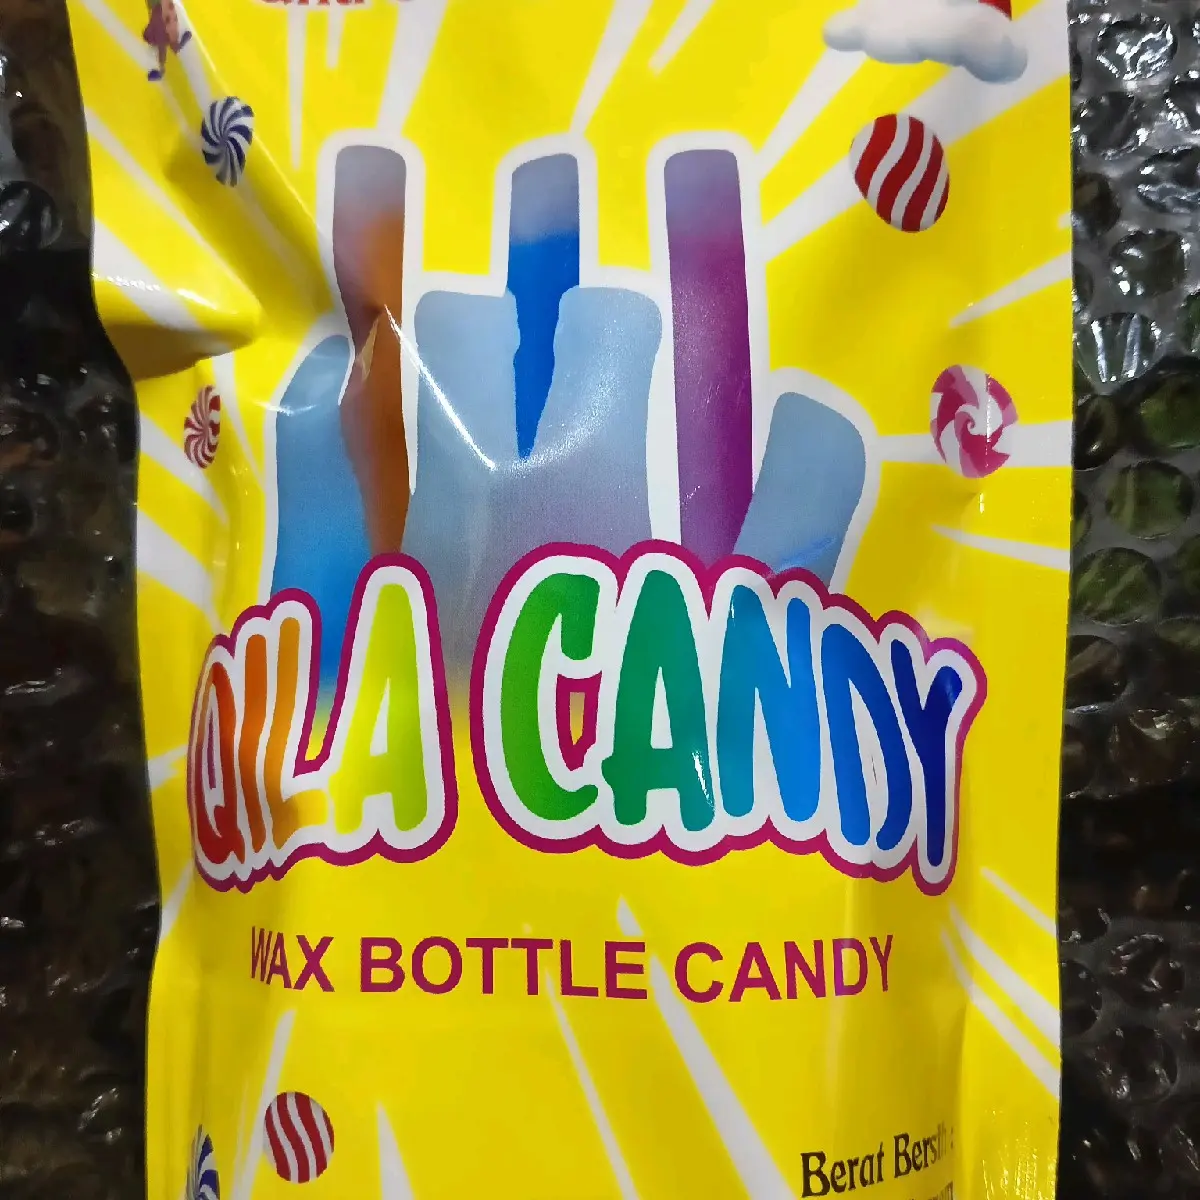 QILA CANDY
WAX BOTTLE CANDY
Berat Bersih :